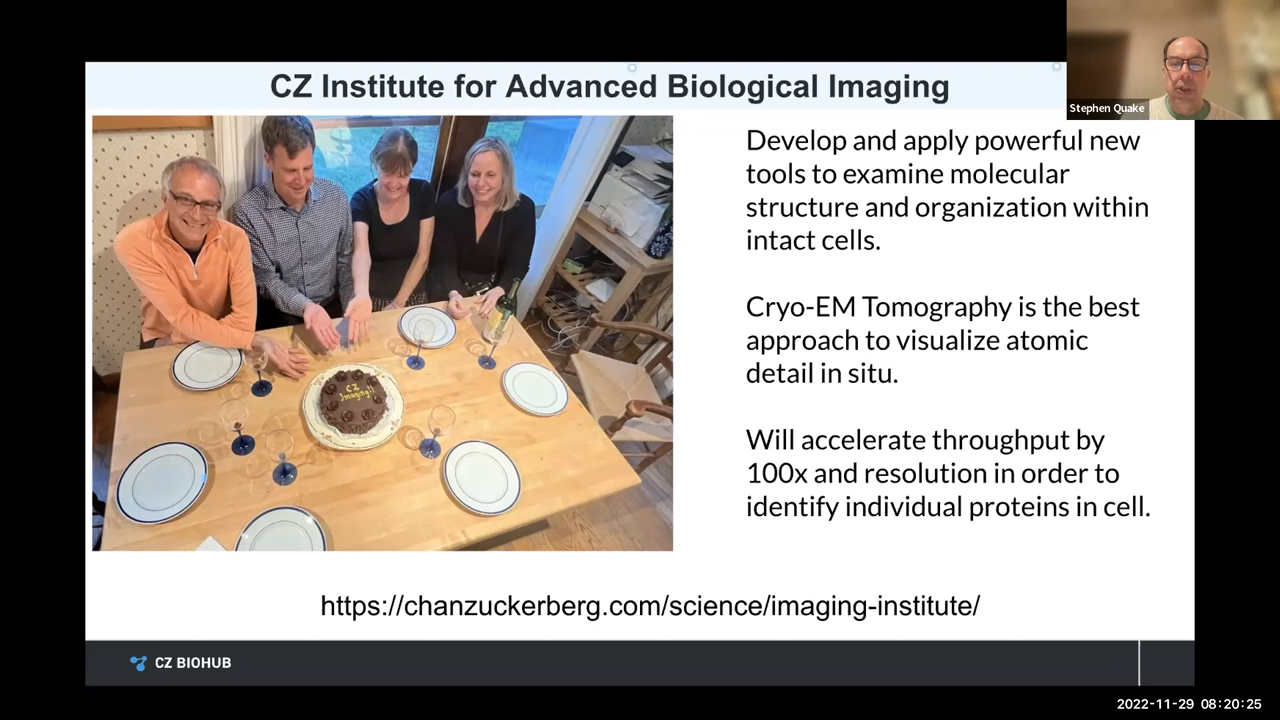 CZ Institute for Advanced Biological Imaging
Stephen Quake
Develop and apply powerful new
tools to examine molecular
structure and organization within
intact cells.
Cryo-EM Tomography is the best
approach to visualize atomic
detail in situ.
Will accelerate throughput by
100x and resolution in order to
identify individual proteins in cell.
CZ
Imaging!!
https://chanzuckerberg.com/science/imaging-institute/
CZ BIOHUB
2022-11-29 08:20:25